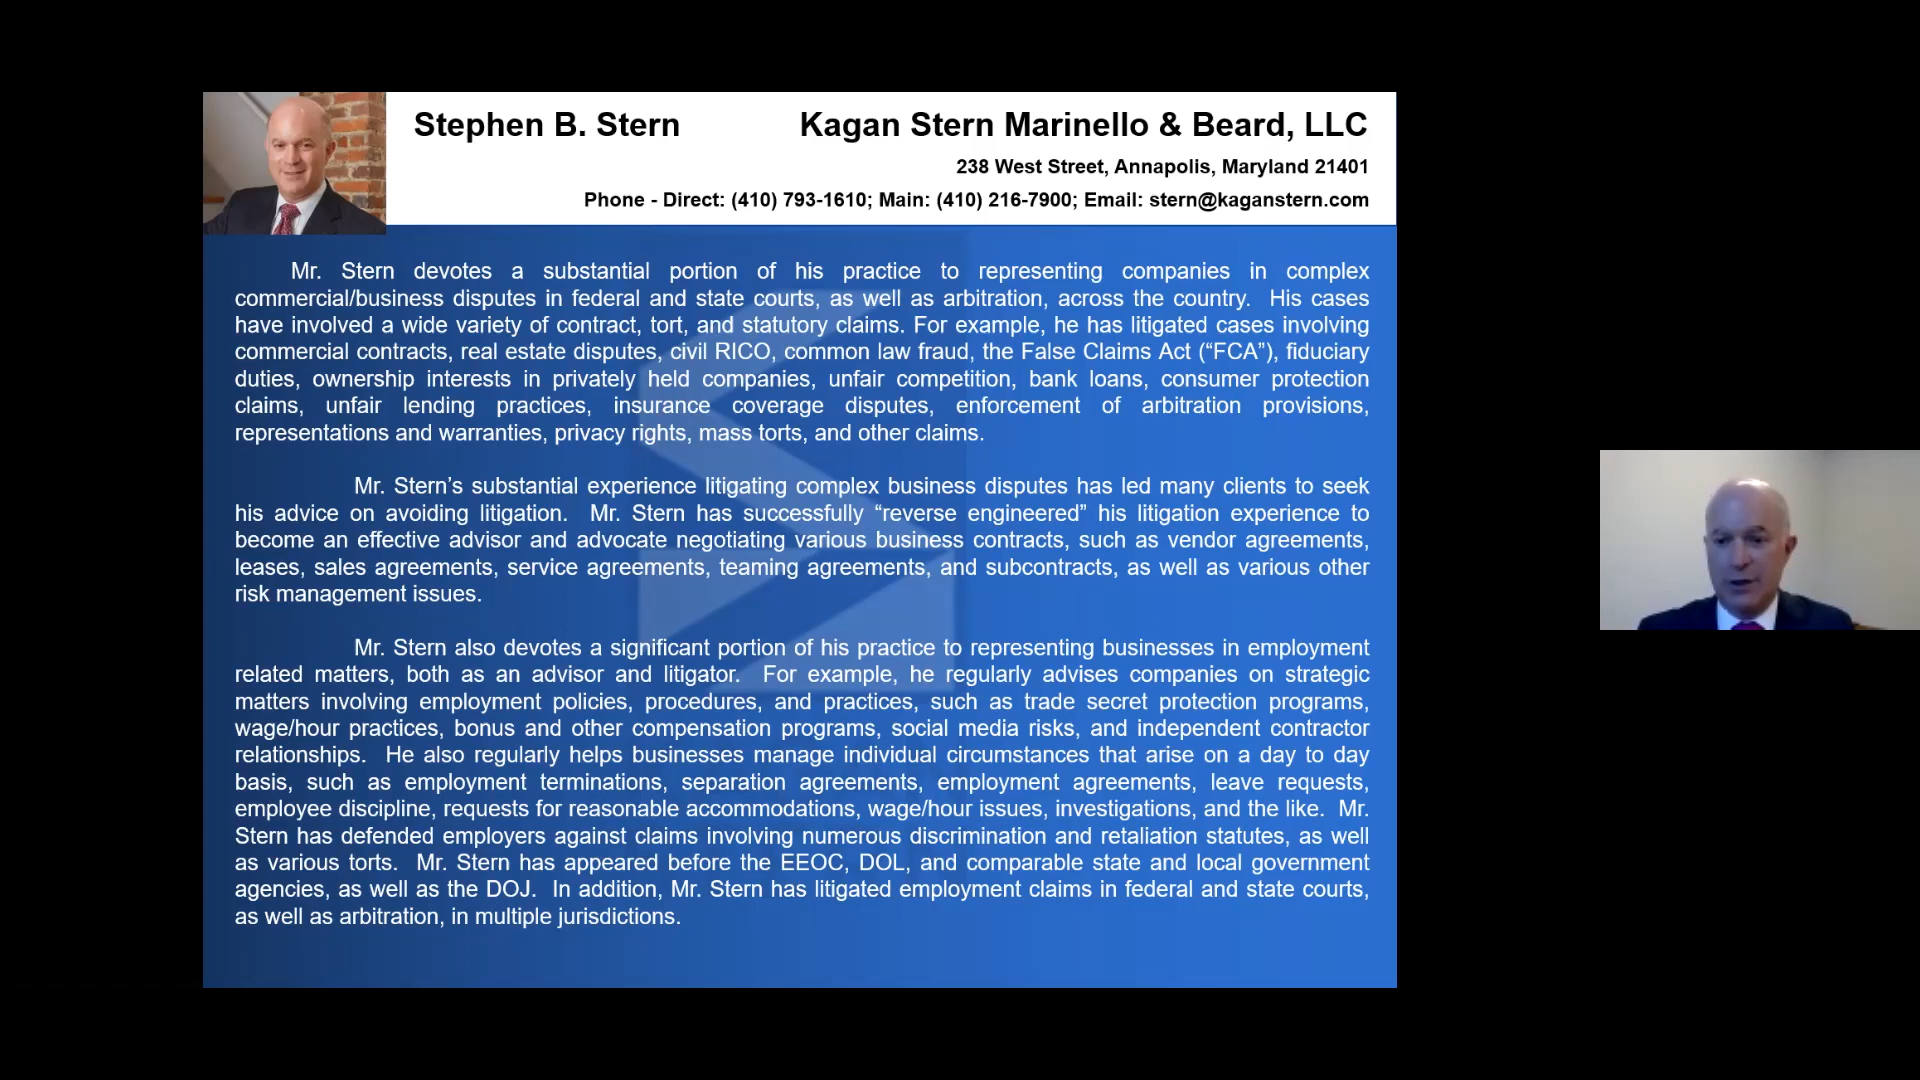 Stephen B. Stern
Kagan Stern Marinello & Beard, LLC
238 West Street, Annapolis, Maryland 21401
Phone - Direct: (410) 793-1610; Main: (410) 216-7900; Email: stern@kaganstern.com
Mr. Stern devotes a substantial portion of his practice to representing companies in complex
commercial/business disputes in federal and state courts, as well as arbitration, across the country. His cases
have involved a wide variety of contract, tort, and statutory claims. For example, he has litigated cases involving
commercial contracts, real estate disputes, civil RICO, common law fraud, the False Claims Act (“FCA”), fiduciary
duties, ownership interests in privately held companies, unfair competition, bank loans, consumer protection
claims, unfair lending practices, insurance coverage disputes, enforcement of arbitration provisions,
representations and warranties, privacy rights, mass torts, and other claims.
Mr. Stern’s substantial experience litigating complex business disputes has led many clients to seek
his advice on avoiding litigation. Mr. Stern has successfully “reverse engineered” his litigation experience to
become an effective advisor and advocate negotiating various business contracts, such as vendor agreements,
leases, sales agreements, service agreements, teaming agreements, and subcontracts, as well as various other
risk management issues.
Mr. Stern also devotes a significant portion of his practice to representing businesses in employment
related matters, both as an advisor and litigator. For example, he regularly advises companies on strategic
matters involving employment policies, procedures, and practices, such as trade secret protection programs,
wage/hour practices, bonus and other compensation programs, social media risks, and independent contractor
relationships. He also regularly helps businesses manage individual circumstances that arise on a day to day
basis, such as employment terminations, separation agreements, employment agreements, leave requests,
employee discipline, requests for reasonable accommodations, wage/hour issues, investigations, and the like. Mr.
Stern has defended employers against claims involving numerous discrimination and retaliation statutes, as well
as various torts. Mr. Stern has appeared before the EEOC, DOL, and comparable state and local government
agencies, as well as the DOJ. In addition, Mr. Stern has litigated employment claims in federal and state courts,
as well as arbitration, in multiple jurisdictions.